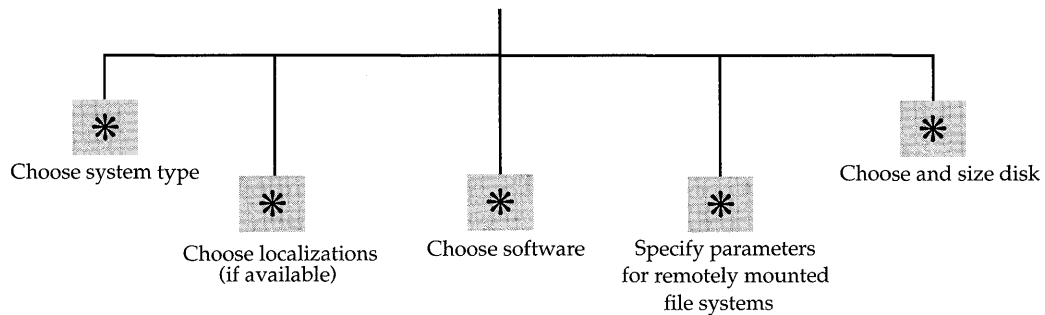 Choose system type
Choose localizations
(if available)
Choose software
Specify parameters
for remotely mounted
file systems
Choose and size disk